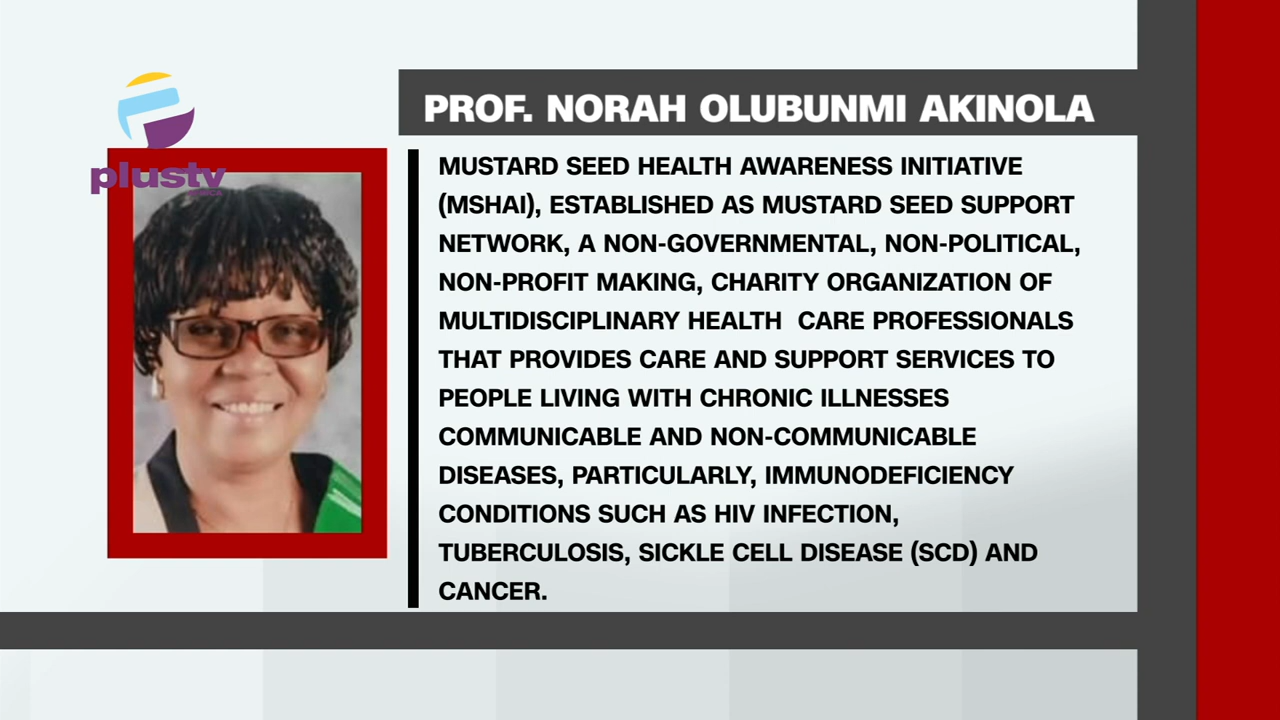 plustv
PROF. NORAH OLUBUNMI AKINOLA
MUSTARD SEED HEALTH AWARENESS INITIATIVE
(MSHAI), ESTABLISHED AS MUSTARD SEED SUPPORT
NETWORK, A NON-GOVERNMENTAL, NON-POLITICAL,
NON-PROFIT MAKING, CHARITY ORGANIZATION OF
MULTIDISCIPLINARY HEALTH  CARE PROFESSIONALS
THAT PROVIDES CARE AND SUPPORT SERVICES TO
PEOPLE LIVING WITH CHRONIC ILLNESSES
COMMUNICABLE AND NON-COMMUNICABLE
DISEASES, PARTICULARLY, IMMUNODEFICIENCY
CONDITIONS SUCH AS HIV INFECTION,
TUBERCULOSIS, SICKLE CELL DISEASE (SCD) AND
CANCER.